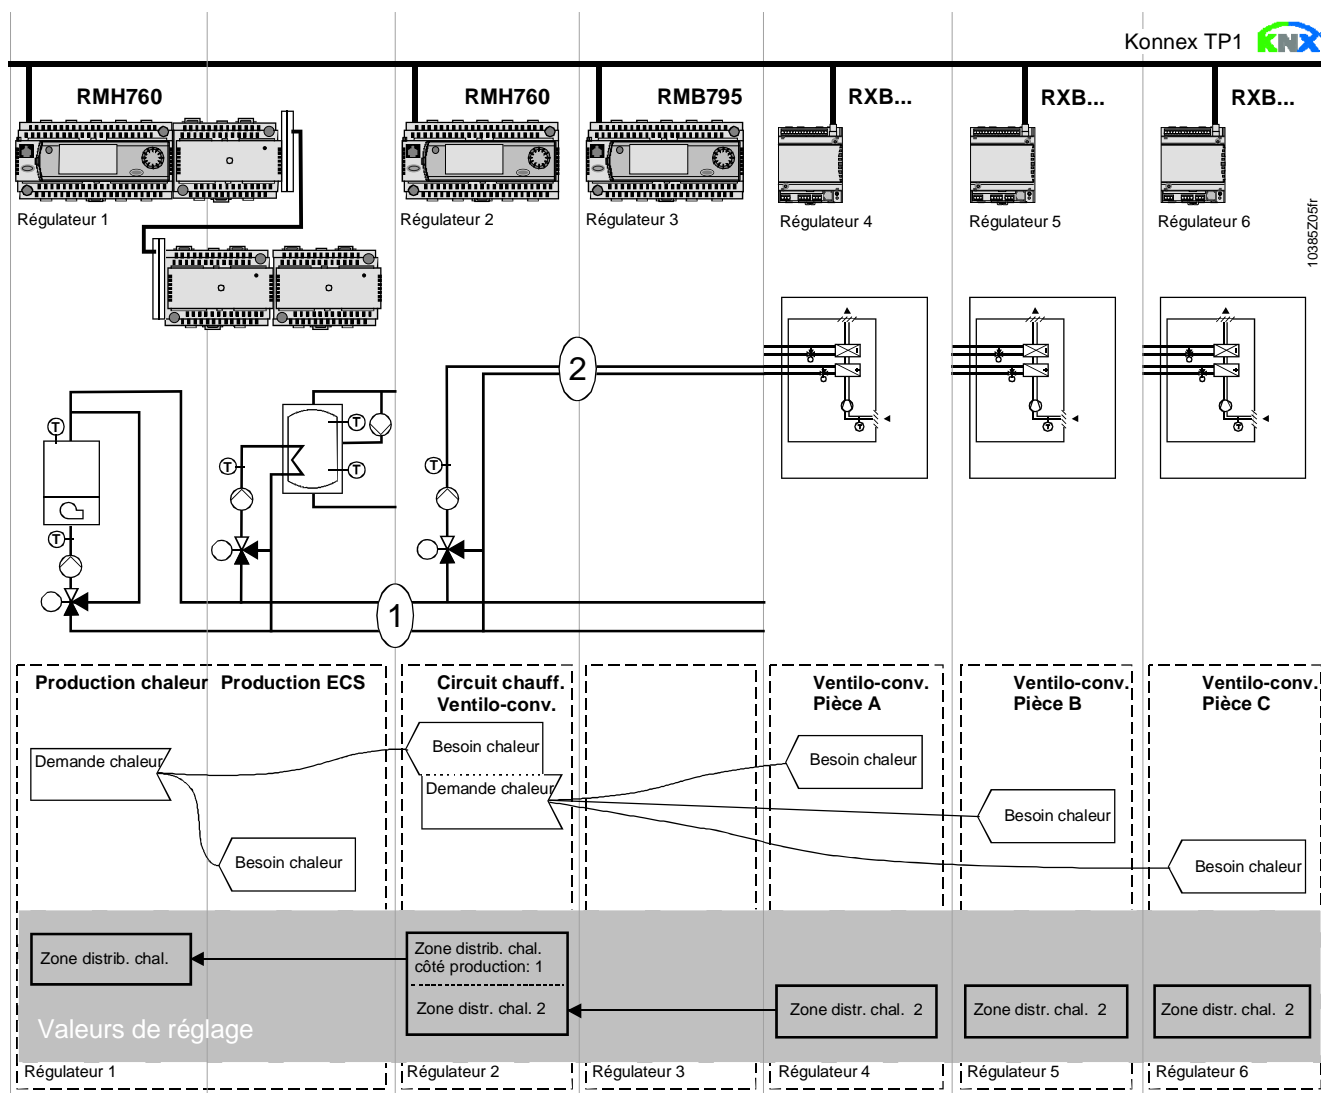 Konnex TP1 KNX
RMH760
RMH760
RMB795
RXB...
RXB...
RXB...
Régulateur 1
Régulateur 2
Régulateur 3
Régulateur 4
Régulateur 5
Régulateur 6
10385Z05fr
2
T
T
T
T
T
T
1
Production chaleur
Production ECS
Circuit chauff.
Ventilo-conv.
Ventilo-conv.
Pièce A
Ventilo-conv.
Pièce B
Ventilo-conv.
Pièce C
Demande chaleur
Besoin chaleur
Besoin chaleur
Demande chaleur
Besoin chaleur
Besoin chaleur
Besoin chaleur
Zone distrib. chal.
Zone distrib. chal.
côté production: 1
Zone distr. chal. 2
Zone distr. chal. 2
Zone distr. chal. 2
Zone distr. chal. 2
Valeurs de réglage
Régulateur 1
Régulateur 2
Régulateur 3
Régulateur 4
Régulateur 5
Régulateur 6